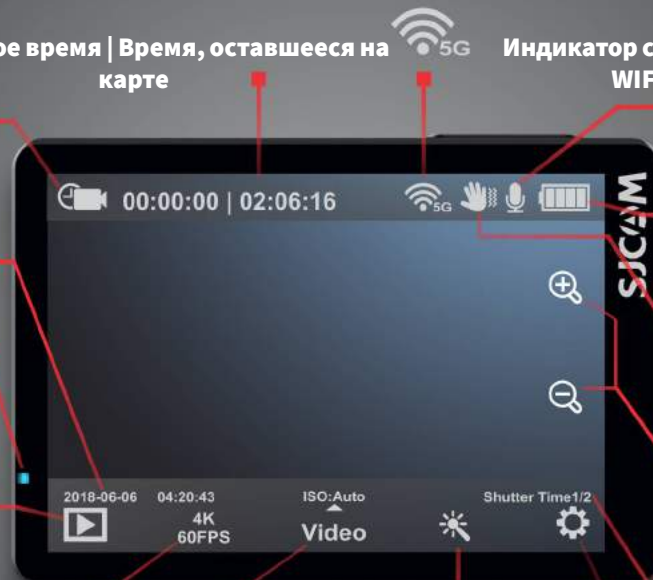 ое время | Время, оставшееся на
карте
5G
Индикатор с
WIF
00:00:00 | 02:06:16
5G
SJCAM
2018-06-06 04:20:43
ISO:Auto
Shutter Time1/2
4K
60FPS
Video